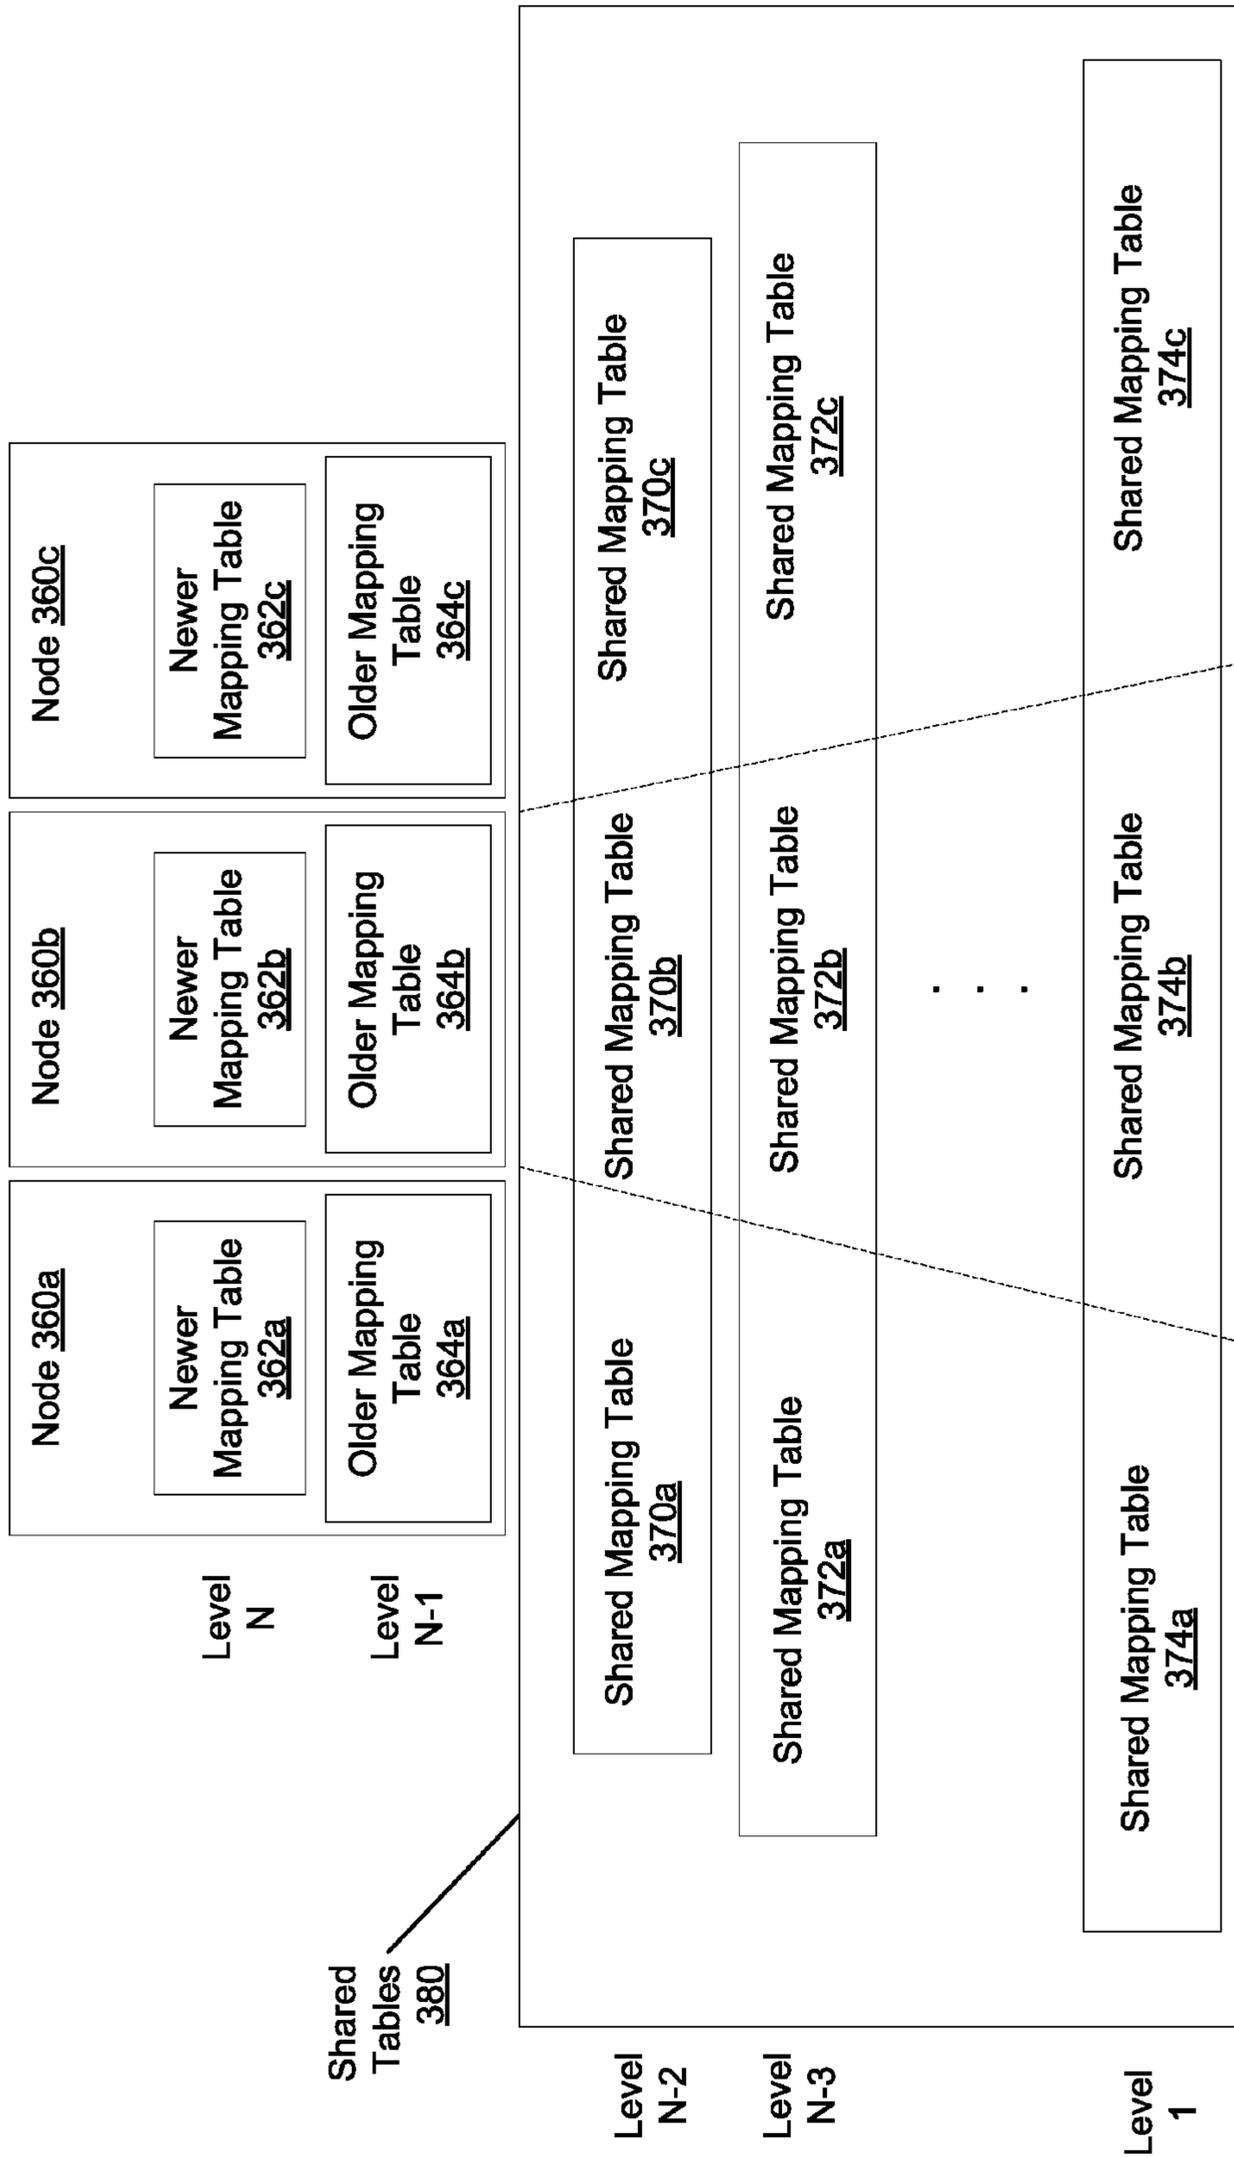 Node 360a
Node 360b
Node 360c
Level
N
Newer
Mapping Table
362a
Newer
Mapping Table
362b
Newer
Mapping Table
362c
Level
N-1
Older Mapping
Table
364a
Older Mapping
Table
364b
Older Mapping
Table
364c
Shared
Tables
380
Level
N-2
Shared Mapping Table
370a
Shared Mapping Table
370b
Shared Mapping Table
370c
Level
N-3
Shared Mapping Table
372a
Shared Mapping Table
372b
Shared Mapping Table
372c
. . .
Level
1
Shared Mapping Table
374a
Shared Mapping Table
374b
Shared Mapping Table
374c